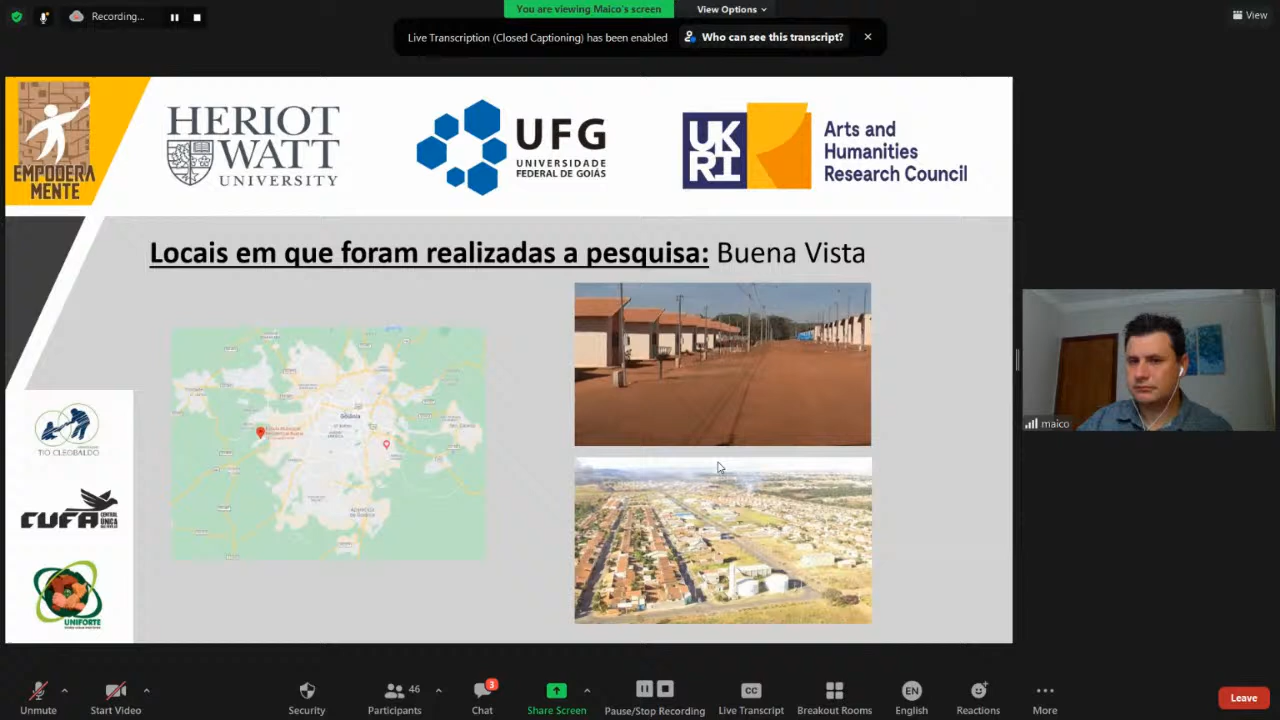 You are viewing Maico's screen
View Options
Recording...
View
Live Transcription (Closed Captioning) has been enabled
Who can see this transcript?
EMPODERA
MENTE
HERIOT
WATT
UNIVERSITY
UFG
UNIVERSIDADE
FEDERAL DE GOIÁS
UK
RI
Arts and
Humanities
Research Council
Locais em que foram realizadas a pesquisa: Buena Vista
Goiânia
TIO CLEOBALDO
CUFA
CENTRAL
ÚNICA
UNIFORTE
maico
46
3
CC
EN
Unmute
Start Video
Security
Participants
Chat
Share Screen
Pause/Stop Recording
Live Transcript
Breakout Rooms
English
Reactions
More
Leave